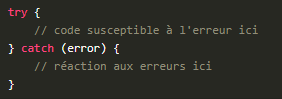 try {
    // code susceptible à l'erreur ici
} catch (error) {
    // réaction aux erreurs ici
}